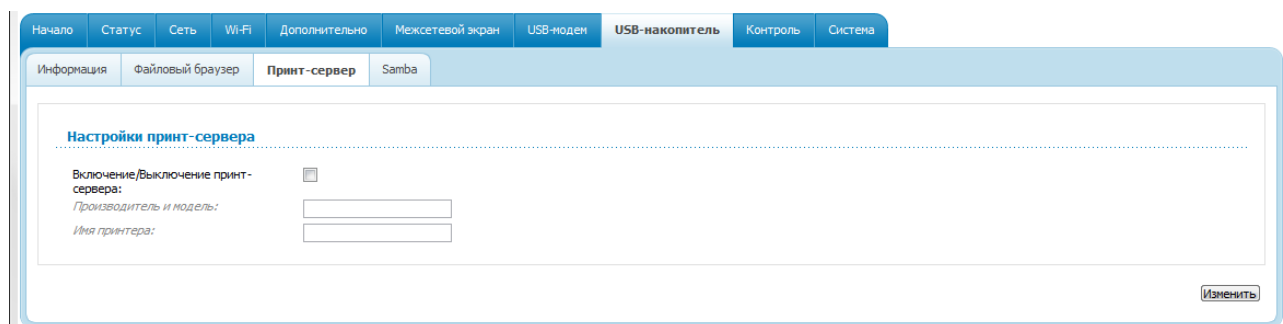 Начало Статус Сеть Wi-Fi Дополнительно Межсетевой экран USB-модем USB-накопитель Контроль Система
Информация Файловый браузер Принт-сервер Samba
Настройки принт-сервера
Включение/Выключение принт-
сервера:
Производитель и модель:
Имя принтера:
Изменить